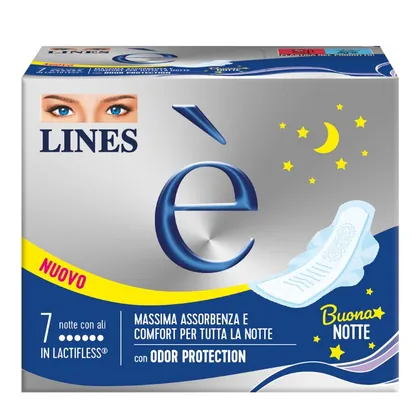 LINES
è
NUOVO
7 notte con ali
IN LACTIFLESS®
MASSIMA ASSORBENZA E
COMFORT PER TUTTA LA NOTTE
con ODOR PROTECTION
Buona
NOTTE